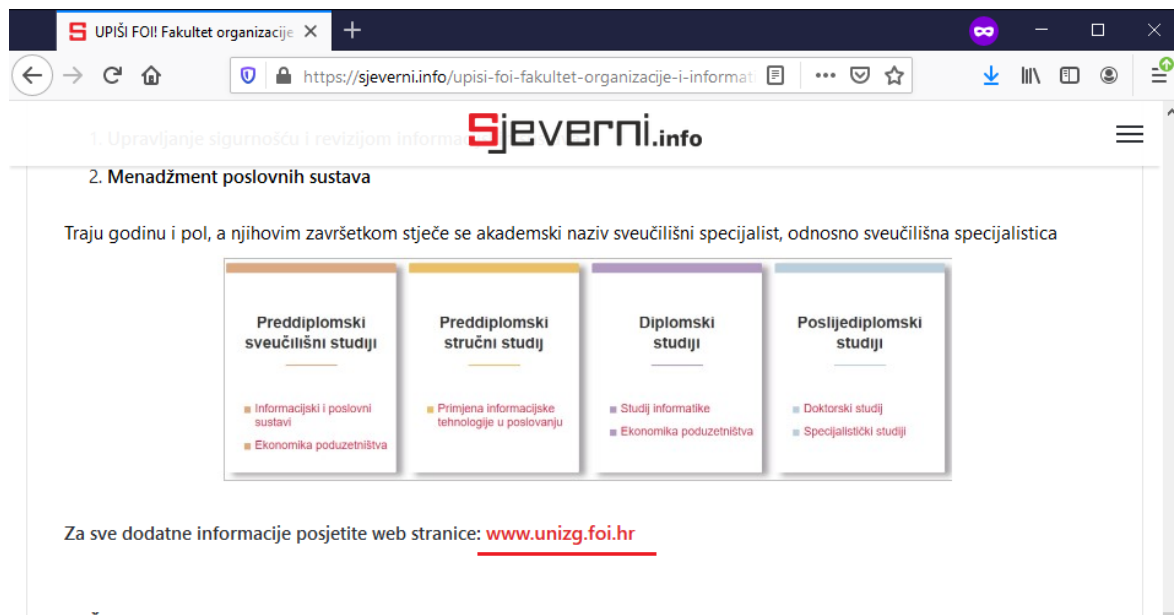 UPIŠI FOI! Fakultet organizacije
https://sjeverni.info/upisi-foi-fakultet-organizacije-i-informat
1. Upravljanje sigurnošću i revizijom informa
Sjeverni.info
2. Menadžment poslovnih sustava
Traju godinu i pol, a njihovim završetkom stječe se akademski naziv sveučilišni specijalist, odnosno sveučilišna specijalistica
Preddiplomski
sveučilišni studiji
Informacijski i poslovni
sustavi
Ekonomika poduzetništva
Preddiplomski
stručni studij
Primjena informacijske
tehnologije u poslovanju
Diplomski
studiji
Studij informatike
Ekonomika poduzetništva
Poslijediplomski
studiji
Doktorski studij
Specijalistički studiji
Za sve dodatne informacije posjetite web stranice: www.unizg.foi.hr